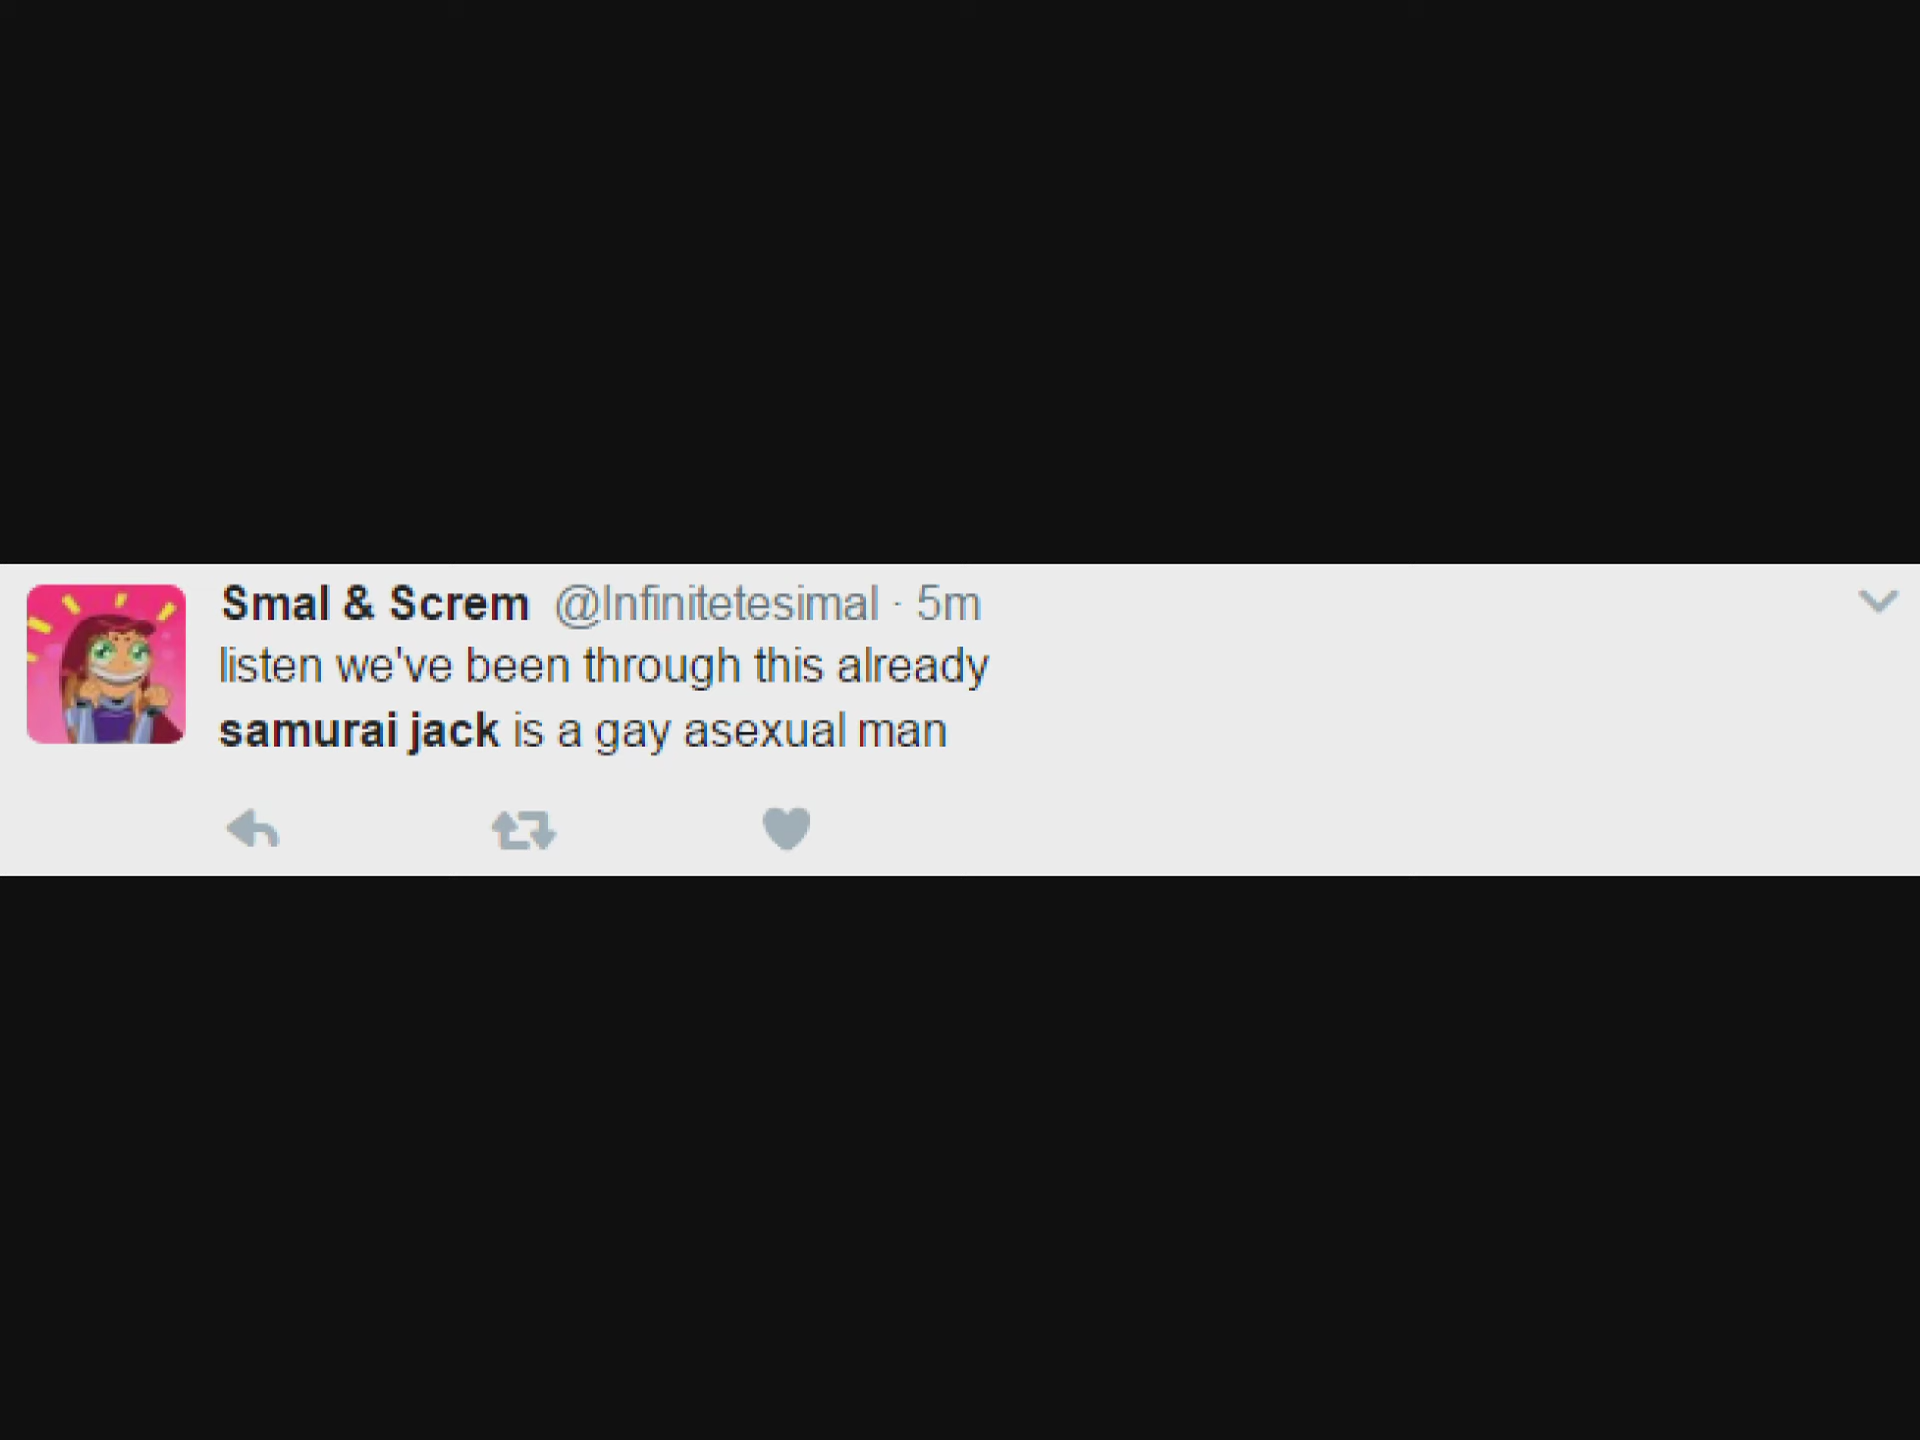 Smal & Screm @Infinitetesimal · 5m
listen we've been through this already
samurai jack is a gay asexual man